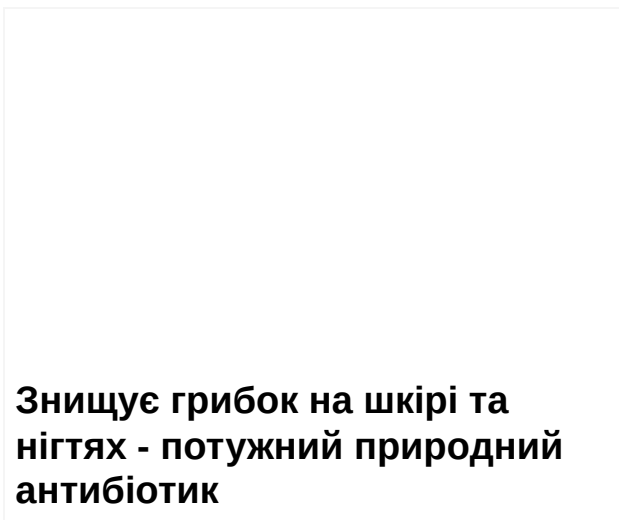 Знищує грибок на шкірі та
нігтях - потужний природний
антибіотик